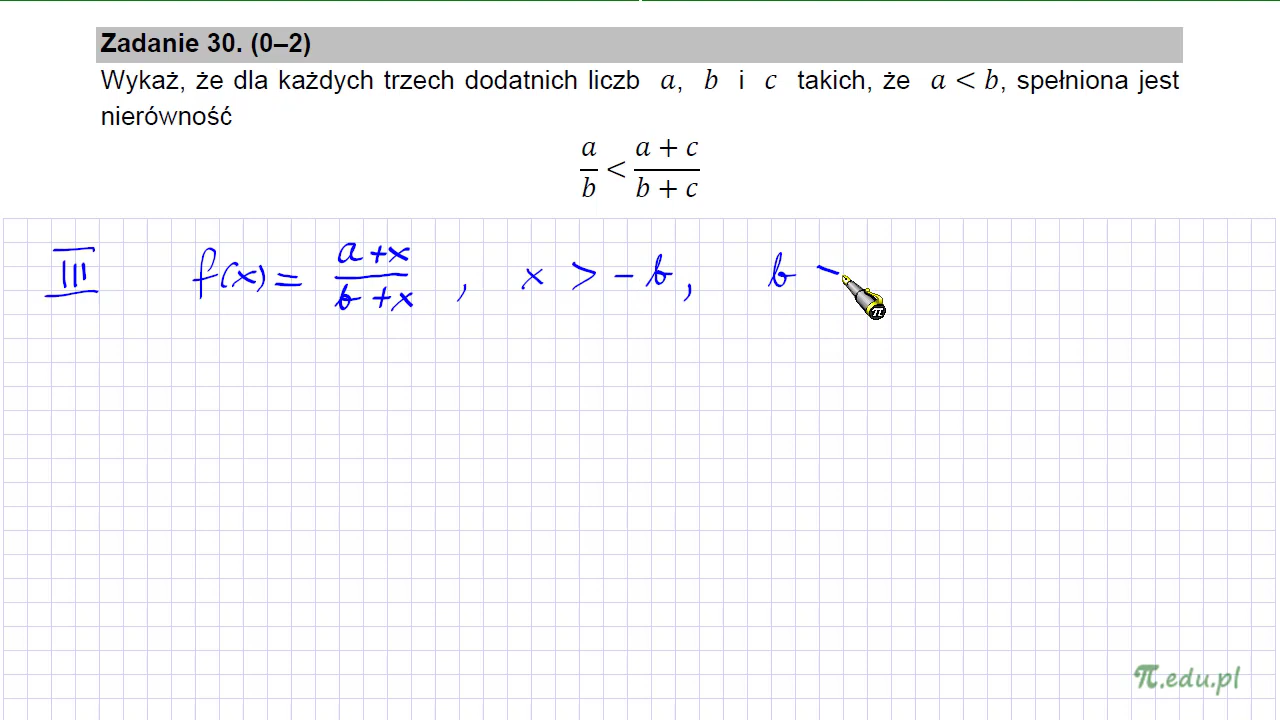 Zadanie 30. (0–2)
Wykaż, że dla każdych trzech dodatnich liczb a, b i c takich, że a < b, spełniona jest
nierówność
a/b < (a + c)/(b + c)
III f(x) = (a+x)/(b+x) , x > -b, b
π.edu.pl